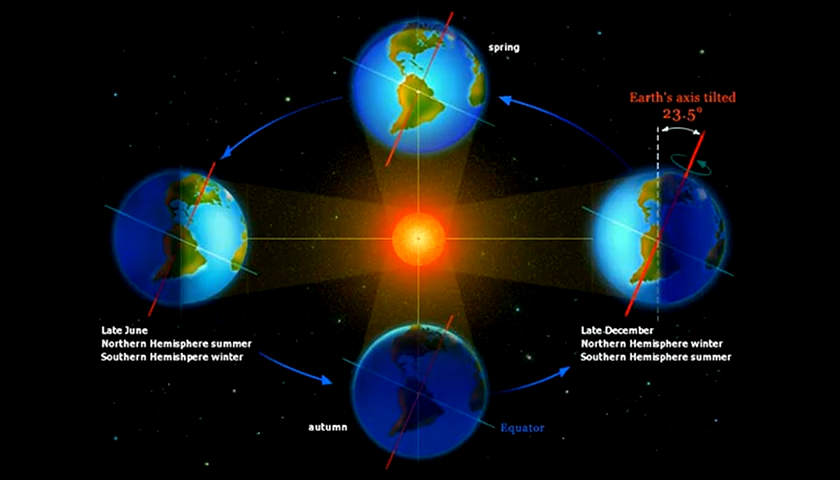 spring
Earth's axis tilted
23.5°
Late June
Northern Hemisphere summer
Southern Hemishpere winter
Late December
Northern Hemisphere winter
Southern Hemisphere summer
autumn
Equator